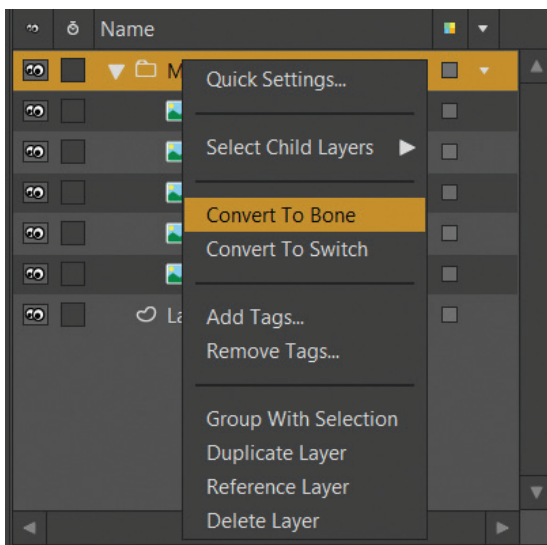 Name
Quick Settings...
Select Child Layers
Convert To Bone
Convert To Switch
Add Tags...
Remove Tags...
Group With Selection
Duplicate Layer
Reference Layer
Delete Layer